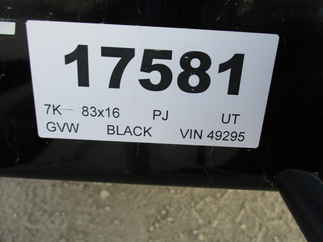 17581
7K— 83x16 PJ UT
GVW BLACK VIN 49295